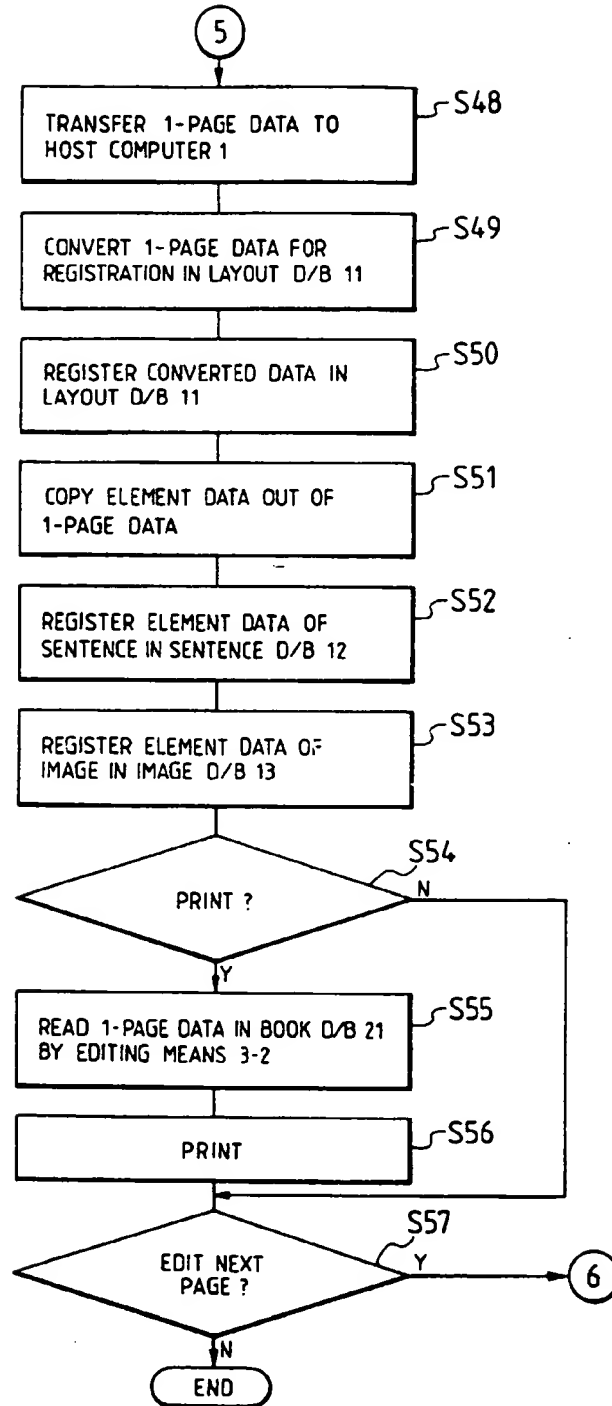 5
S48
TRANSFER 1-PAGE DATA TO
HOST COMPUTER 1
S49
CONVERT 1-PAGE DATA FOR
REGISTRATION IN LAYOUT D/B 11
S50
REGISTER CONVERTED DATA IN
LAYOUT D/B 11
S51
COPY ELEMENT DATA OUT OF
1-PAGE DATA
S52
REGISTER ELEMENT DATA OF
SENTENCE IN SENTENCE D/B 12
S53
REGISTER ELEMENT DATA OF
IMAGE IN IMAGE D/B 13
S54
PRINT ?
N
Y
S55
READ 1-PAGE DATA IN BOOK D/B 21
BY EDITING MEANS 3-2
S56
PRINT
S57
EDIT NEXT
PAGE ?
Y
6
N
END